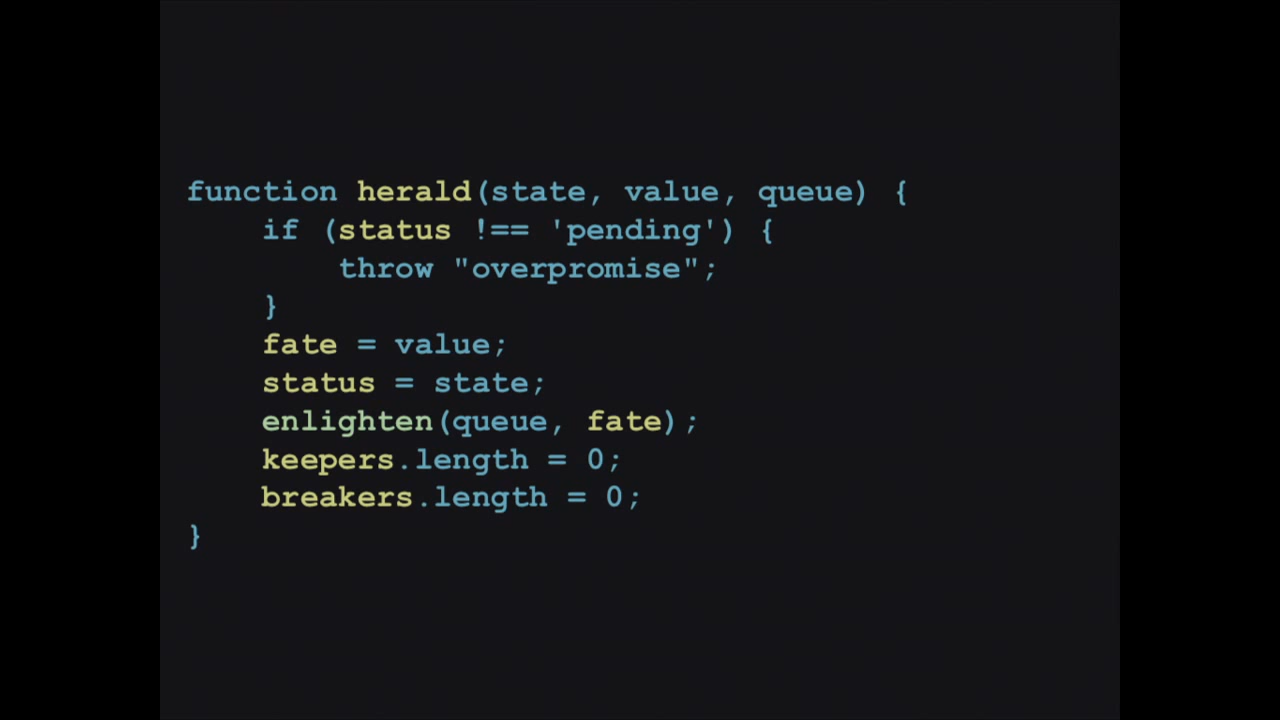 function herald(state, value, queue) {
    if (status !== 'pending') {
        throw "overpromise";
    }
    fate = value;
    status = state;
    enlighten(queue, fate);
    keepers.length = 0;
    breakers.length = 0;
}